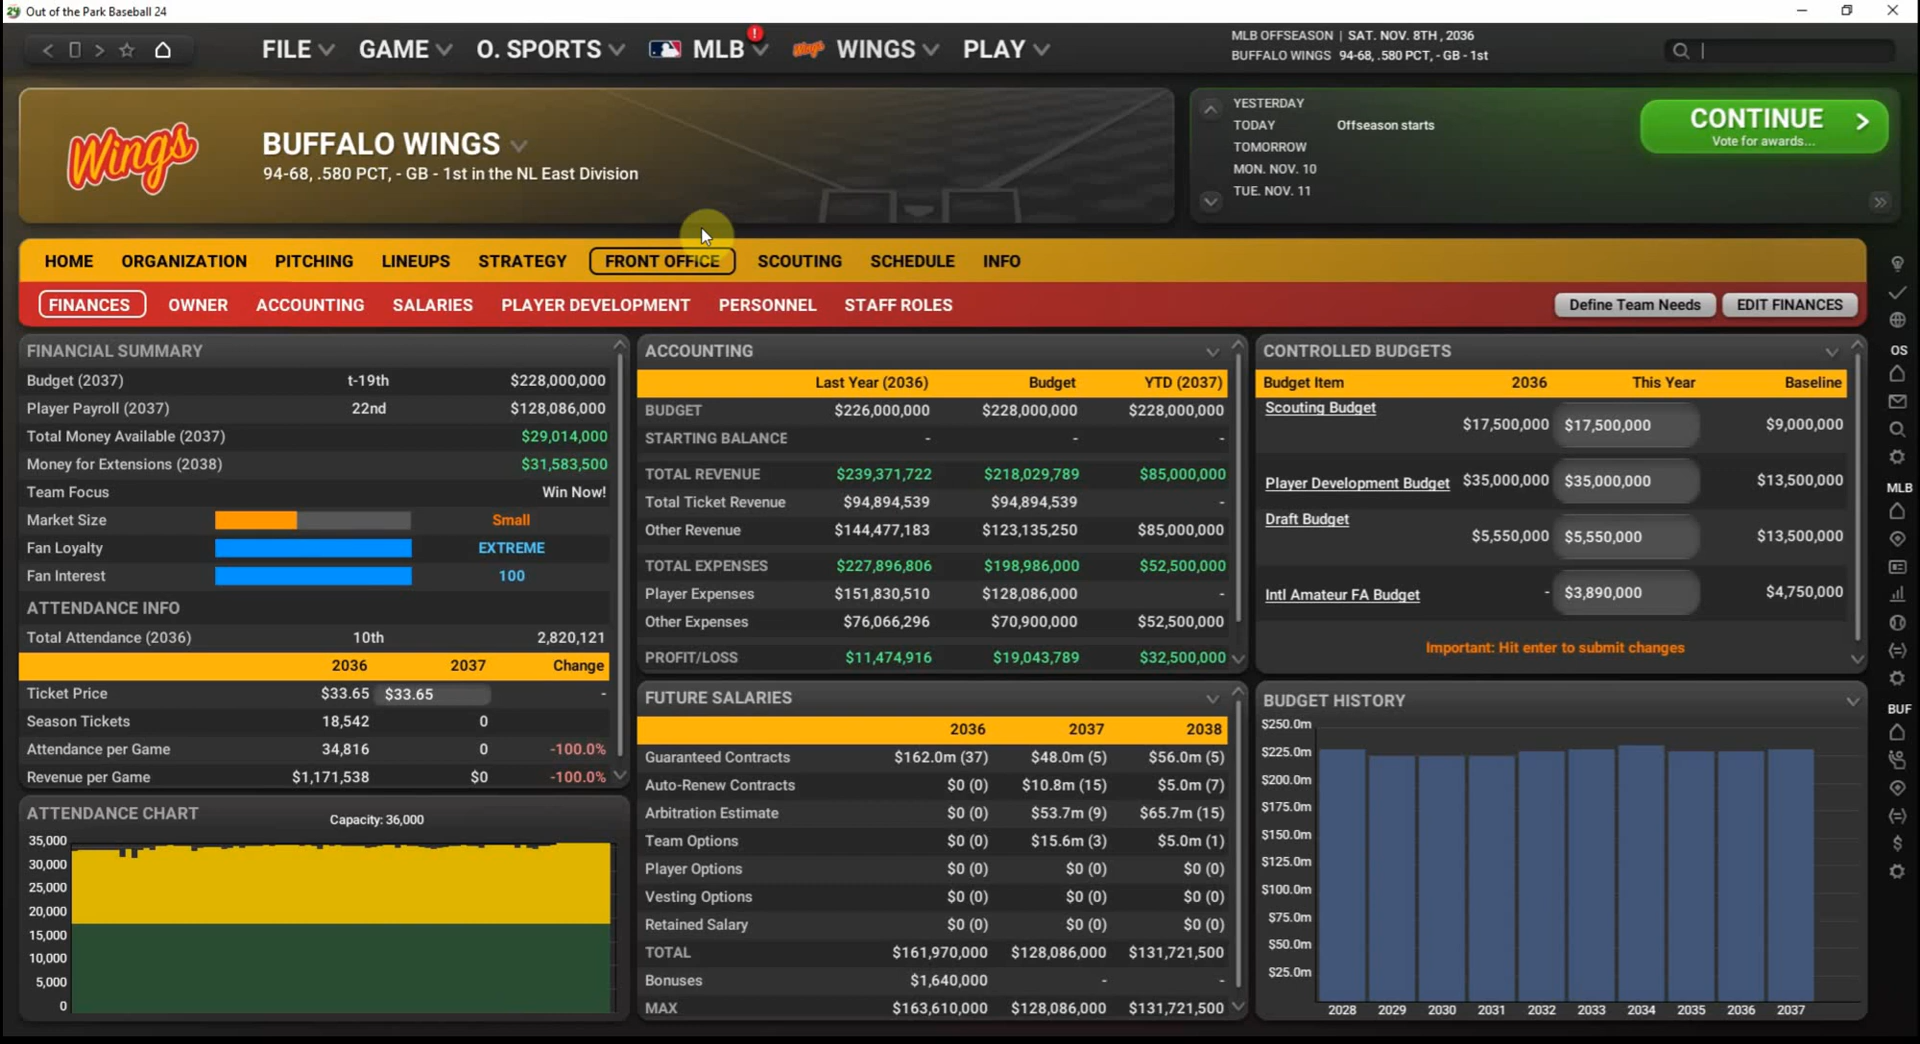 Out of the Park Baseball 24
FILE GAME O. SPORTS MLB ! WINGS PLAY
MLB OFFSEASON | SAT. NOV. 8TH , 2036
BUFFALO WINGS 94-68, .580 PCT, - GB - 1st
Wings
BUFFALO WINGS
94-68, .580 PCT, - GB - 1st in the NL East Division
YESTERDAY
TODAY Offseason starts
TOMORROW
MON. NOV. 10
TUE. NOV. 11
CONTINUE
Vote for awards...
HOME ORGANIZATION PITCHING LINEUPS STRATEGY FRONT OFFICE SCOUTING SCHEDULE INFO
FINANCES OWNER ACCOUNTING SALARIES PLAYER DEVELOPMENT PERSONNEL STAFF ROLES Define Team Needs EDIT FINANCES
FINANCIAL SUMMARY
Budget (2037) t-19th $228,000,000
Player Payroll (2037) 22nd $128,086,000
Total Money Available (2037) $29,014,000
Money for Extensions (2038) $31,583,500
Team Focus Win Now!
Market Size Small
Fan Loyalty EXTREME
Fan Interest 100
ATTENDANCE INFO
Total Attendance (2036) 10th 2,820,121
2036 2037 Change
Ticket Price $33.65 $33.65 -
Season Tickets 18,542 0
Attendance per Game 34,816 0 -100.0%
Revenue per Game $1,171,538 $0 -100.0%
ATTENDANCE CHART
Capacity: 36,000
35,000
30,000
25,000
20,000
15,000
10,000
5,000
0
ACCOUNTING
Last Year (2036) Budget YTD (2037)
BUDGET $226,000,000 $228,000,000 $228,000,000
STARTING BALANCE - - -
TOTAL REVENUE $239,371,722 $218,029,789 $85,000,000
Total Ticket Revenue $94,894,539 $94,894,539 -
Other Revenue $144,477,183 $123,135,250 $85,000,000
TOTAL EXPENSES $227,896,806 $198,986,000 $52,500,000
Player Expenses $151,830,510 $128,086,000 -
Other Expenses $76,066,296 $70,900,000 $52,500,000
PROFIT/LOSS $11,474,916 $19,043,789 $32,500,000
FUTURE SALARIES
2036 2037 2038
Guaranteed Contracts $162.0m (37) $48.0m (5) $56.0m (5)
Auto-Renew Contracts $0 (0) $10.8m (15) $5.0m (7)
Arbitration Estimate $0 (0) $53.7m (9) $65.7m (15)
Team Options $0 (0) $15.6m (3) $5.0m (1)
Player Options $0 (0) $0 (0) $0 (0)
Vesting Options $0 (0) $0 (0) $0 (0)
Retained Salary $0 (0) $0 (0) $0 (0)
TOTAL $161,970,000 $128,086,000 $131,721,500
Bonuses $1,640,000 - -
MAX $163,610,000 $128,086,000 $131,721,500
CONTROLLED BUDGETS
Budget Item 2036 This Year Baseline
Scouting Budget $17,500,000 $17,500,000 $9,000,000
Player Development Budget $35,000,000 $35,000,000 $13,500,000
Draft Budget $5,550,000 $5,550,000 $13,500,000
Intl Amateur FA Budget - $3,890,000 $4,750,000
Important: Hit enter to submit changes
BUDGET HISTORY
$250.0m
$225.0m
$200.0m
$175.0m
$150.0m
$125.0m
$100.0m
$75.0m
$50.0m
$25.0m
2028 2029 2030 2031 2032 2033 2034 2035 2036 2037
OS
MLB
BUF